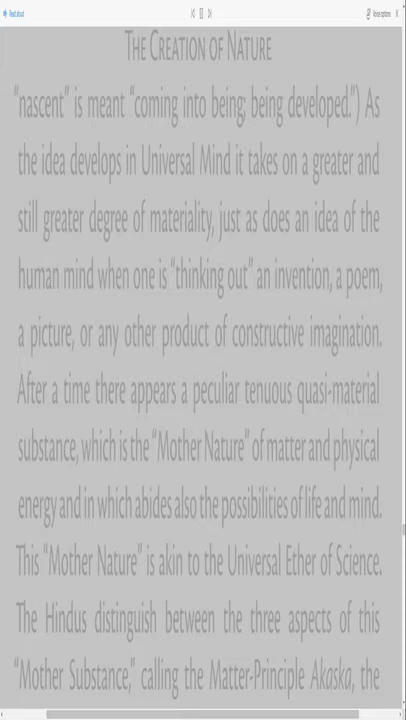 Read aloud
Voice options
THE CREATION OF NATURE
“nascent” is meant “coming into being; being developed.”) As
the idea develops in Universal Mind it takes on a greater and
still greater degree of materiality, just as does an idea of the
human mind when one is “thinking out” an invention, a poem,
a picture, or any other product of constructive imagination.
After a time there appears a peculiar tenuous quasi-material
substance, which is the “Mother Nature” of matter and physical
energy and in which abides also the possibilities of life and mind.
This “Mother Nature” is akin to the Universal Ether of Science.
The Hindus distinguish between the three aspects of this
“Mother Substance,” calling the Matter-Principle Akaska, the